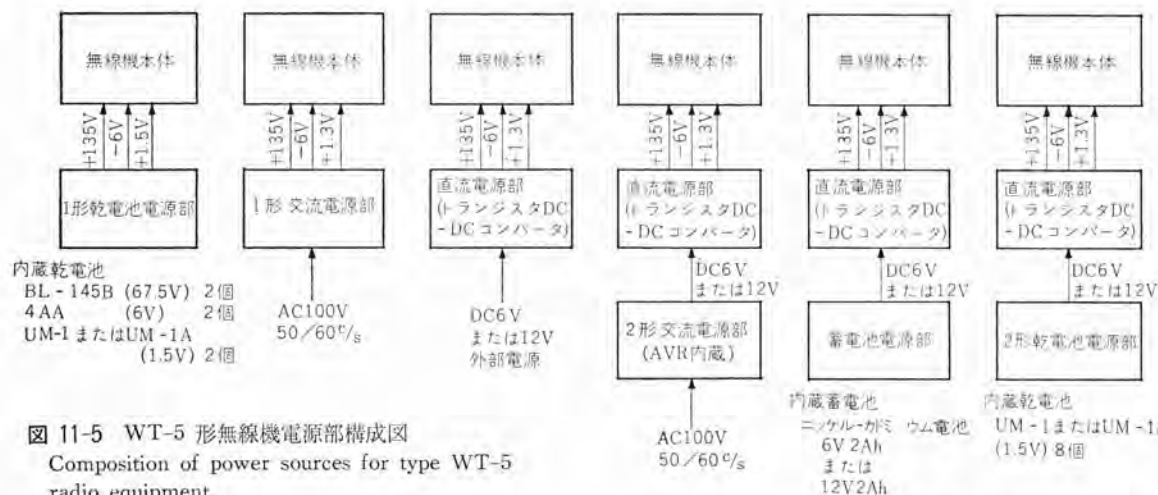 無線機本体
+135V
-6V
+1.5V
1形乾電池電源部
内蔵乾電池
BL-145B (67.5V) 2個
4AA (6V) 2個
UM-1またはUM-1A
(1.5V) 2個
無線機本体
+135V
-6V
+1.3V
1形交流電源部
AC100V
50/60c/s
無線機本体
+135V
-6V
+1.3V
直流電源部
(トランジスタDC
-DCコンバータ)
DC6V
または12V
外部電源
無線機本体
+135V
-6V
+1.3V
直流電源部
(トランジスタDC
-DCコンバータ)
DC6V
または12V
2形交流電源部
(AVR内蔵)
AC100V
50/60c/s
無線機本体
+135V
-6V
+1.3V
直流電源部
(トランジスタDC
-DCコンバータ)
DC6V
または12V
蓄電池電源部
内蔵蓄電池
ニッケルーカドミウム電池
6V2Ah
または
12V2Ah
無線機本体
+135V
-6V
+1.3V
直流電源部
(トランジスタDC
-DCコンバータ)
DC6V
または12V
2形乾電池電源部
内蔵乾電池
UM-1またはUM-1
(1.5V) 8個
図 11-5 WT-5 形無線機電源部構成図
Composition of power sources for type WT-5
radio equipment.